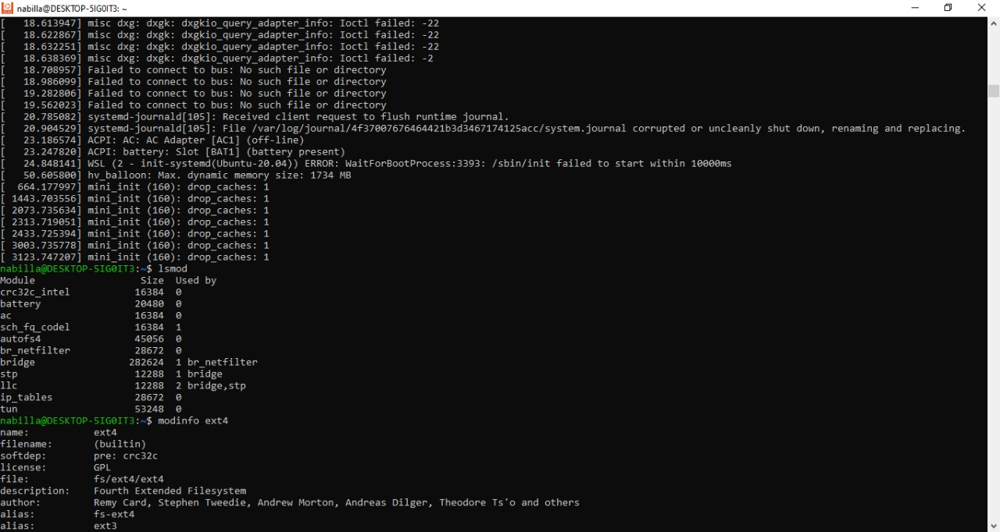 nabilla@DESKTOP-5IG0IT3: ~
[   18.613947] misc dxg: dxgk: dxgkio_query_adapter_info: Ioctl failed: -22
[   18.622867] misc dxg: dxgk: dxgkio_query_adapter_info: Ioctl failed: -22
[   18.632251] misc dxg: dxgk: dxgkio_query_adapter_info: Ioctl failed: -22
[   18.638369] misc dxg: dxgk: dxgkio_query_adapter_info: Ioctl failed: -2
[   18.708957] Failed to connect to bus: No such file or directory
[   18.986099] Failed to connect to bus: No such file or directory
[   19.282806] Failed to connect to bus: No such file or directory
[   19.562023] Failed to connect to bus: No such file or directory
[   20.785082] systemd-journald[105]: Received client request to flush runtime journal.
[   20.904529] systemd-journald[105]: File /var/log/journal/4f37007676464421b3d3467174125acc/system.journal corrupted or uncleanly shut down, renaming and replacing.
[   23.186574] ACPI: AC: AC Adapter [AC1] (off-line)
[   23.247820] ACPI: battery: Slot [BAT1] (battery present)
[   24.848141] WSL (2 - init-systemd(Ubuntu-20.04)) ERROR: WaitForBootProcess:3393: /sbin/init failed to start within 10000ms
[   50.605800] hv_balloon: Max. dynamic memory size: 1734 MB
[  664.177997] mini_init (160): drop_caches: 1
[ 1443.703556] mini_init (160): drop_caches: 1
[ 2073.735634] mini_init (160): drop_caches: 1
[ 2313.719051] mini_init (160): drop_caches: 1
[ 2433.725394] mini_init (160): drop_caches: 1
[ 3003.735778] mini_init (160): drop_caches: 1
[ 3123.747207] mini_init (160): drop_caches: 1
nabilla@DESKTOP-5IG0IT3:~$ lsmod
Module                  Size  Used by
crc32c_intel           16384  0
battery                20480  0
ac                     16384  0
sch_fq_codel           16384  1
autofs4                45056  0
br_netfilter           28672  0
bridge                282624  1 br_netfilter
stp                    12288  1 bridge
llc                    12288  2 bridge,stp
ip_tables              28672  0
tun                    53248  0
nabilla@DESKTOP-5IG0IT3:~$ modinfo ext4
name:           ext4
filename:       (builtin)
softdep:        pre: crc32c
license:        GPL
file:           fs/ext4/ext4
description:    Fourth Extended Filesystem
author:         Remy Card, Stephen Tweedie, Andrew Morton, Andreas Dilger, Theodore Ts'o and others
alias:          fs-ext4
alias:          ext3